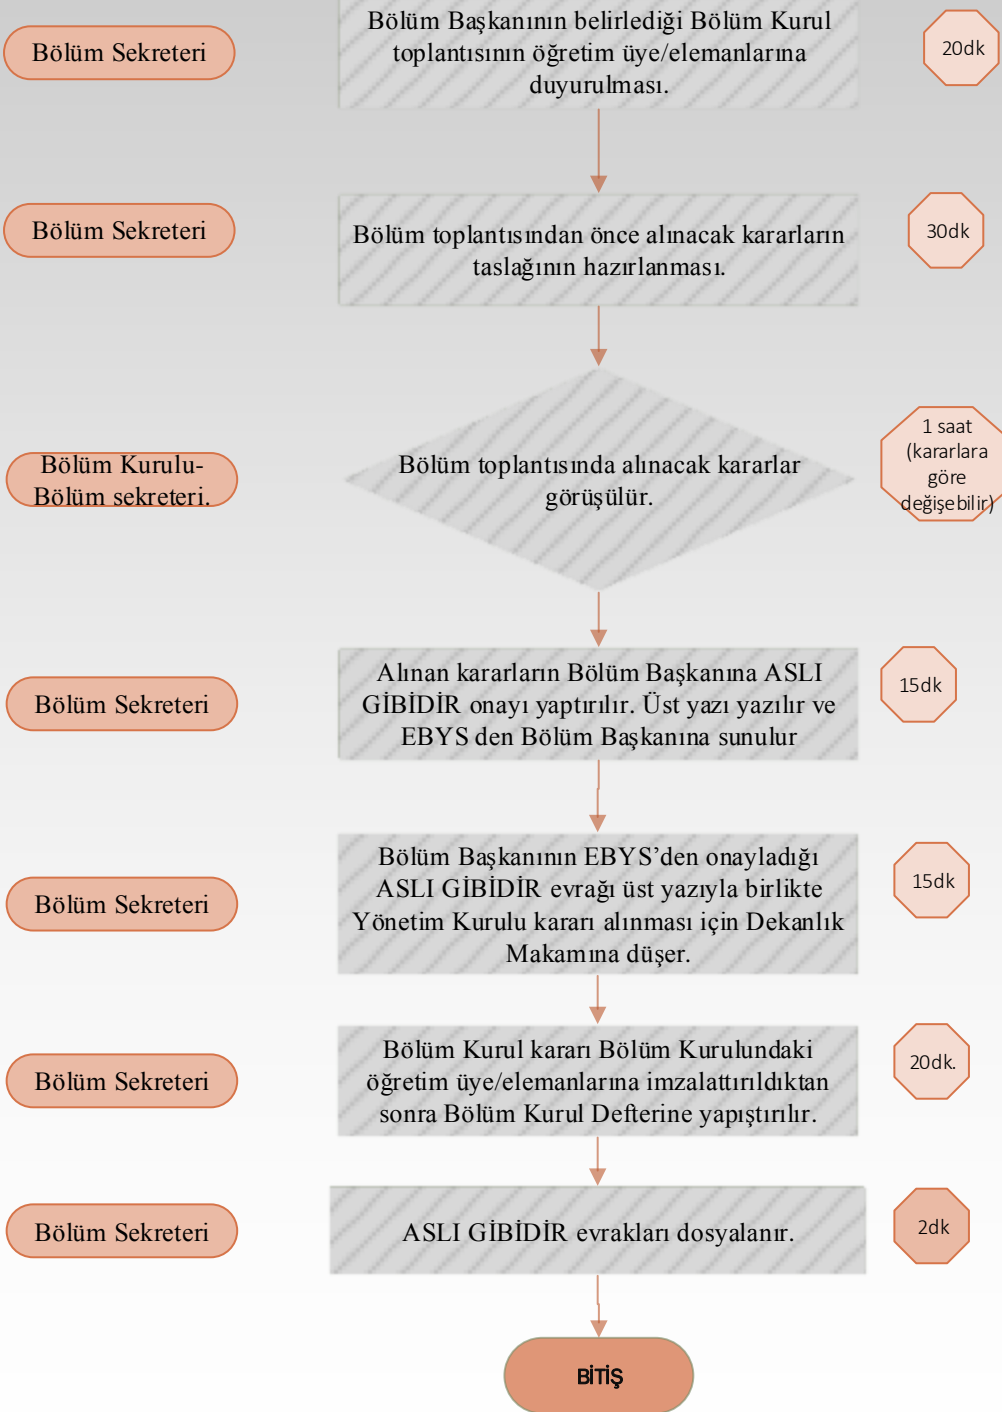 Bölüm Sekreteri
Bölüm Başkanının belirlediği Bölüm Kurul
toplantısının öğretim üye/elemanlarına
duyurulması.
20dk
Bölüm Sekreteri
Bölüm toplantısından önce alınacak kararların
taslağının hazırlanması.
30dk
Bölüm Kurulu-
Bölüm sekreteri.
Bölüm toplantısında alınacak kararlar
görüşülür.
1 saat
(kararlara
göre
değişebilir)
Bölüm Sekreteri
Alınan kararların Bölüm Başkanına ASLI
GİBİDİR onayı yaptırılır. Üst yazı yazılır ve
EBYS den Bölüm Başkanına sunulur
15dk
Bölüm Sekreteri
Bölüm Başkanının EBYS’den onayladığı
ASLI GİBİDİR evrağı üst yazıyla birlikte
Yönetim Kurulu kararı alınması için Dekanlık
Makamına düşer.
15dk
Bölüm Sekreteri
Bölüm Kurul kararı Bölüm Kurulundaki
öğretim üye/elemanlarına imzalattırıldıktan
sonra Bölüm Kurul Defterine yapıştırılır.
20dk.
Bölüm Sekreteri
ASLI GİBİDİR evrakları dosyalanır.
2dk
BİTİŞ